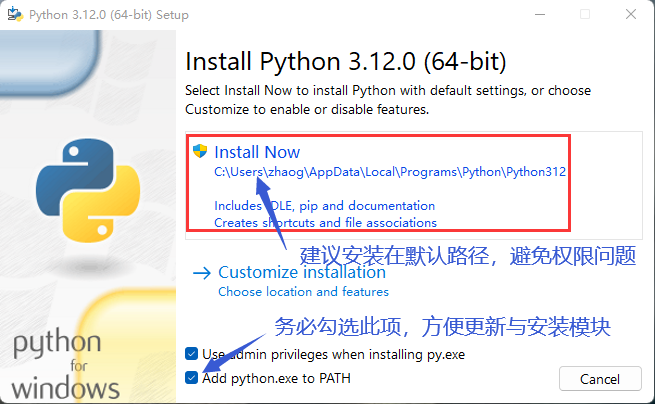 Python 3.12.0 (64-bit) Setup
Install Python 3.12.0 (64-bit)
Select Install Now to install Python with default settings, or choose
Customize to enable or disable features.
Install Now
C:\Users\zhaog\AppData\Local\Programs\Python\Python312
Includes IDLE, pip and documentation
Creates shortcuts and file associations
建议安装在默认路径，避免权限问题
Customize installation
Choose location and features
务必勾选此项，方便更新与安装模块
Use admin privileges when installing py.exe
Add python.exe to PATH
Cancel
python
for
windows